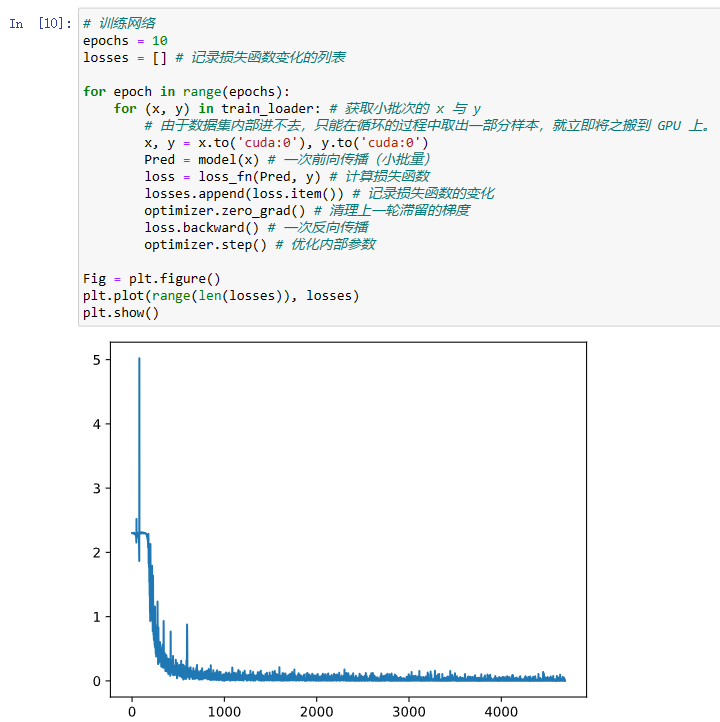 In [10]: # 训练网络
epochs = 10
losses = [] # 记录损失函数变化的列表
for epoch in range(epochs):
for (x, y) in train_loader: # 获取小批次的 x 与 y
# 由于数据集内部进不去，只能在循环的过程中取出一部分样本，就立即将之搬到 GPU 上。
x, y = x.to('cuda:0'), y.to('cuda:0')
Pred = model(x) # 一次前向传播（小批量）
loss = loss_fn(Pred, y) # 计算损失函数
losses.append(loss.item()) # 记录损失函数的变化
optimizer.zero_grad() # 清理上一轮滞留的梯度
loss.backward() # 一次反向传播
optimizer.step() # 优化内部参数
Fig = plt.figure()
plt.plot(range(len(losses)), losses)
plt.show()
5
4
3
2
1
0
0 1000 2000 3000 4000